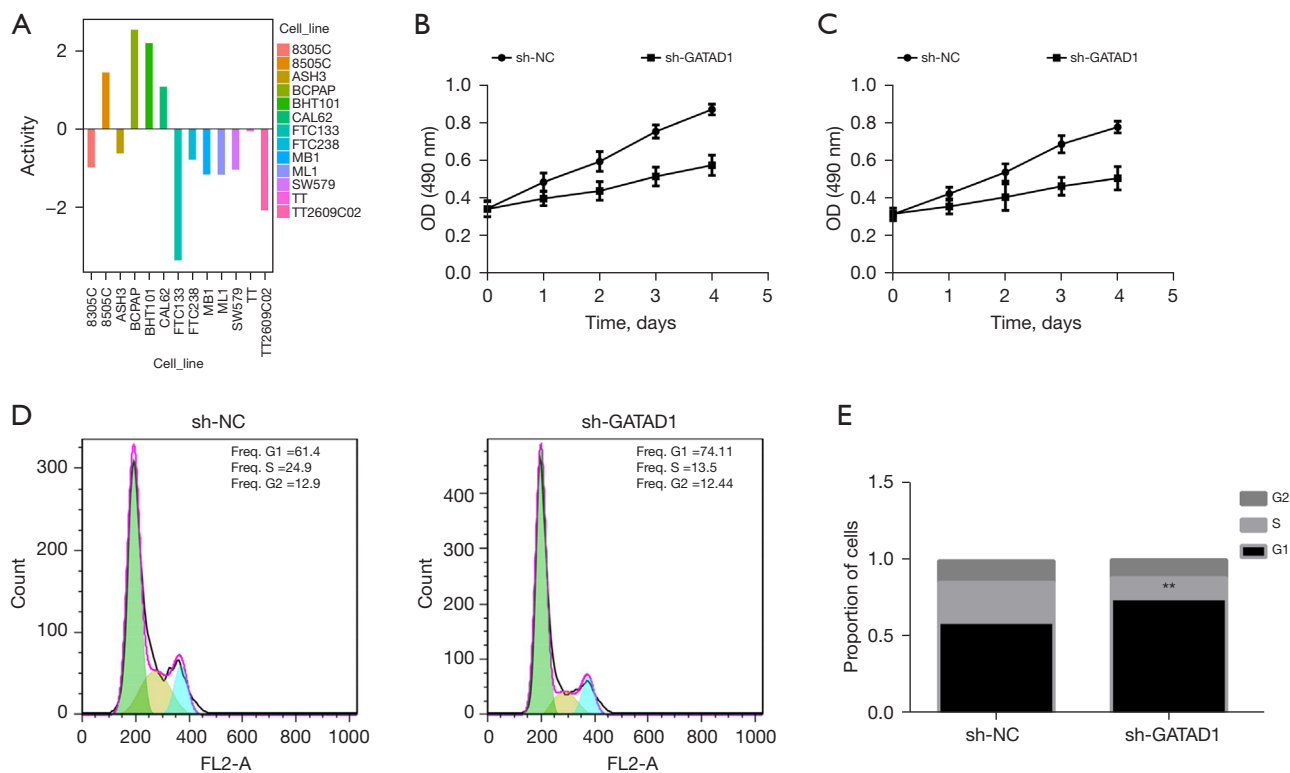 A
Activity
2
0
−2
8305C
8505C
ASH3
BCPAP
BHT101
CAL62
FTC133
FTC238
MB1
ML1
SW579
TT
TT2609C02
Cell_line
Cell_line
8305C
8505C
ASH3
BCPAP
BHT101
CAL62
FTC133
FTC238
MB1
ML1
SW579
TT
TT2609C02
B
sh-NC
sh-GATAD1
OD (490 nm)
1.0
0.8
0.6
0.4
0.2
0.0
0 1 2 3 4 5
Time, days
C
sh-NC
sh-GATAD1
OD (490 nm)
1.0
0.8
0.6
0.4
0.2
0.0
0 1 2 3 4 5
Time, days
D
sh-NC
Freq. G1 =61.4
Freq. S =24.9
Freq. G2 =12.9
Count
300
200
100
0
0 200 400 600 800 1000
FL2-A
sh-GATAD1
Freq. G1 =74.11
Freq. S =13.5
Freq. G2 =12.44
Count
400
300
200
100
0
0 200 400 600 800 1000
FL2-A
E
Proportion of cells
1.5
1.0
0.5
0.0
**
sh-NC
sh-GATAD1
G2
S
G1